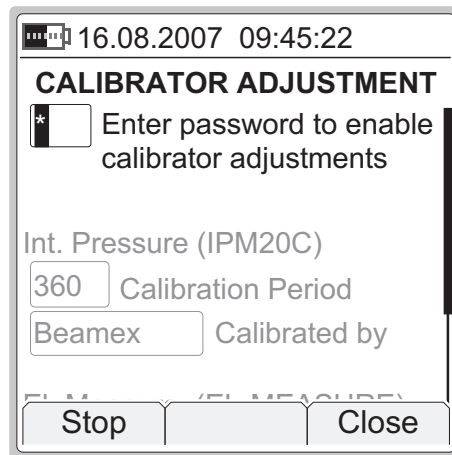 16.08.2007 09:45:22
CALIBRATOR ADJUSTMENT
* Enter password to enable
calibrator adjustments
Int. Pressure (IPM20C)
360 Calibration Period
Beamex Calibrated by
Stop Close